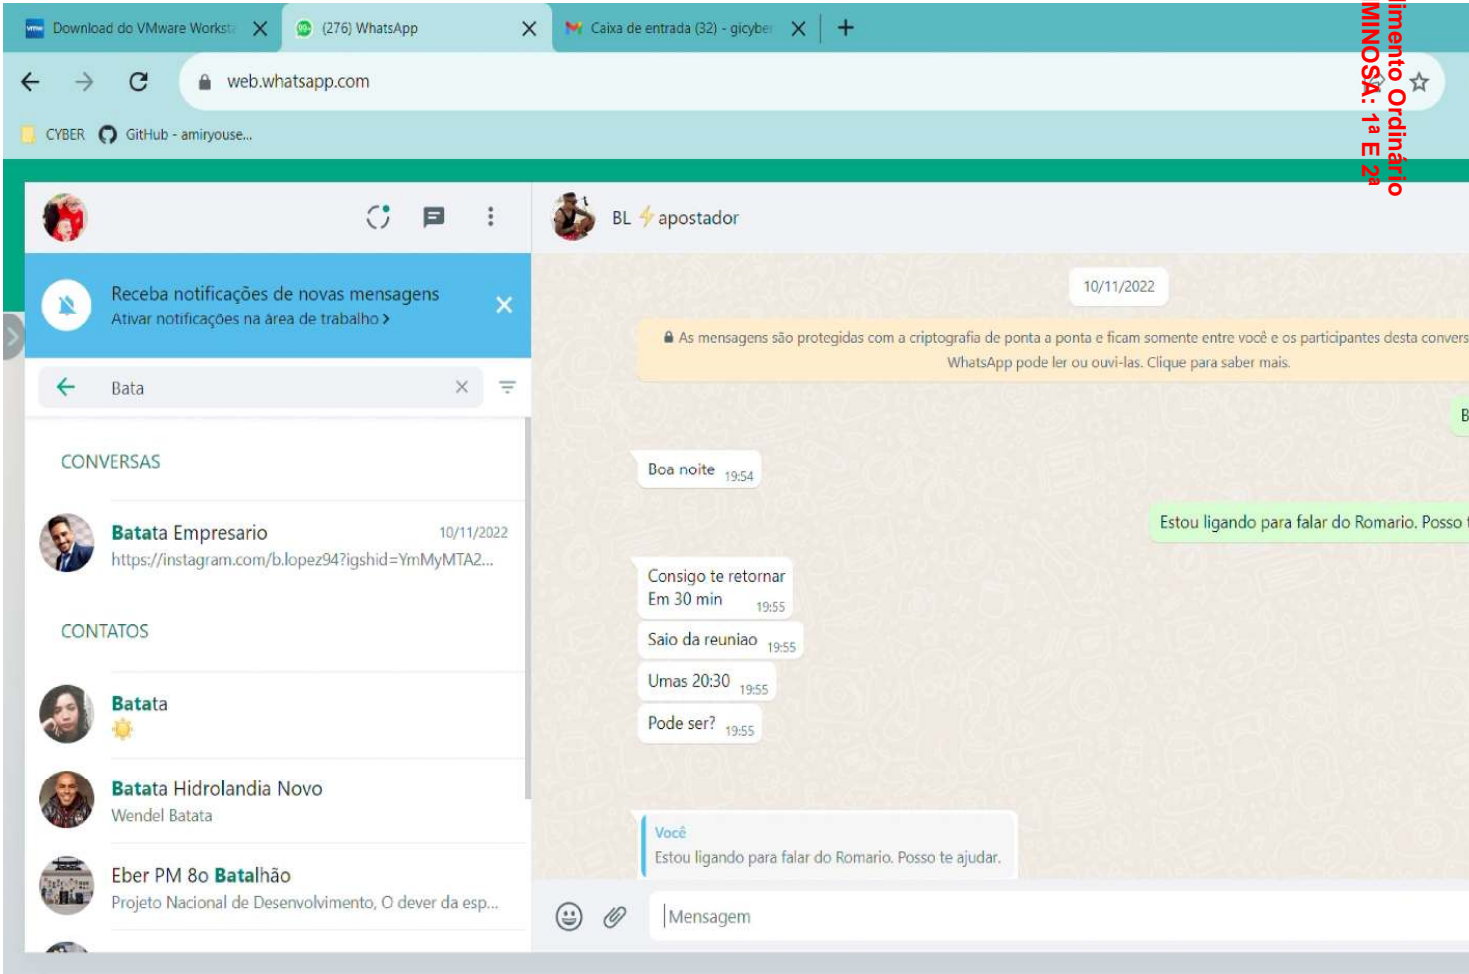 Download do VMware Worksta
(276) WhatsApp
Caixa de entrada (32) - gicyber
web.whatsapp.com
CYBER
GitHub - amiryouse...
limento Ordinário
MINOSA: 1ª E 2ª
BL ⚡ apostador
Receba notificações de novas mensagens
Ativar notificações na área de trabalho >
Bata
CONVERSAS
Batata Empresario
10/11/2022
https://instagram.com/b.lopez94?igshid=YmMyMTA2...
CONTATOS
Batata
Batata Hidrolandia Novo
Wendel Batata
Eber PM 8o Batalhão
Projeto Nacional de Desenvolvimento, O dever da esp...
10/11/2022
As mensagens são protegidas com a criptografia de ponta a ponta e ficam somente entre você e os participantes desta convers
WhatsApp pode ler ou ouvi-las. Clique para saber mais.
B
Boa noite 19:54
Estou ligando para falar do Romario. Posso t
Consigo te retornar
Em 30 min 19:55
Saio da reuniao 19:55
Umas 20:30 19:55
Pode ser? 19:55
Você
Estou ligando para falar do Romario. Posso te ajudar.
Mensagem